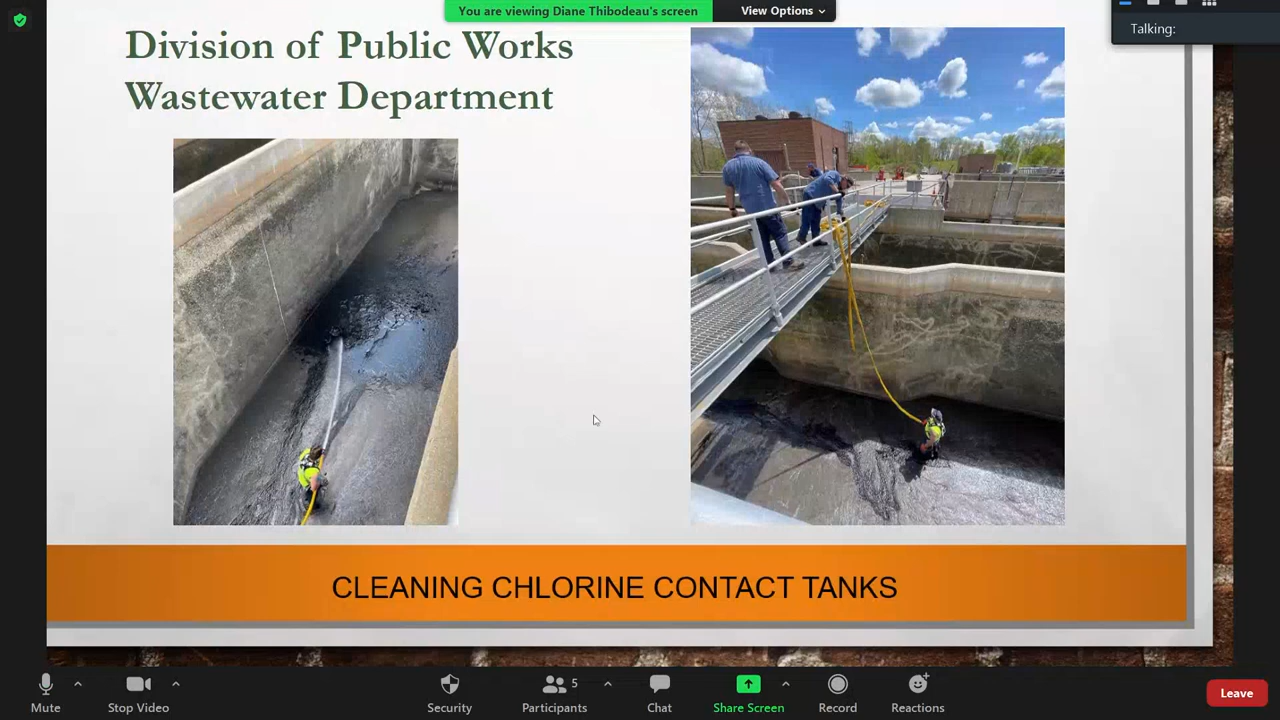 You are viewing Diane Thibodeau's screen
View Options
Talking:
Division of Public Works
Wastewater Department
CLEANING CHLORINE CONTACT TANKS
Mute
Stop Video
Security
Participants
5
Chat
Share Screen
Record
Reactions
Leave